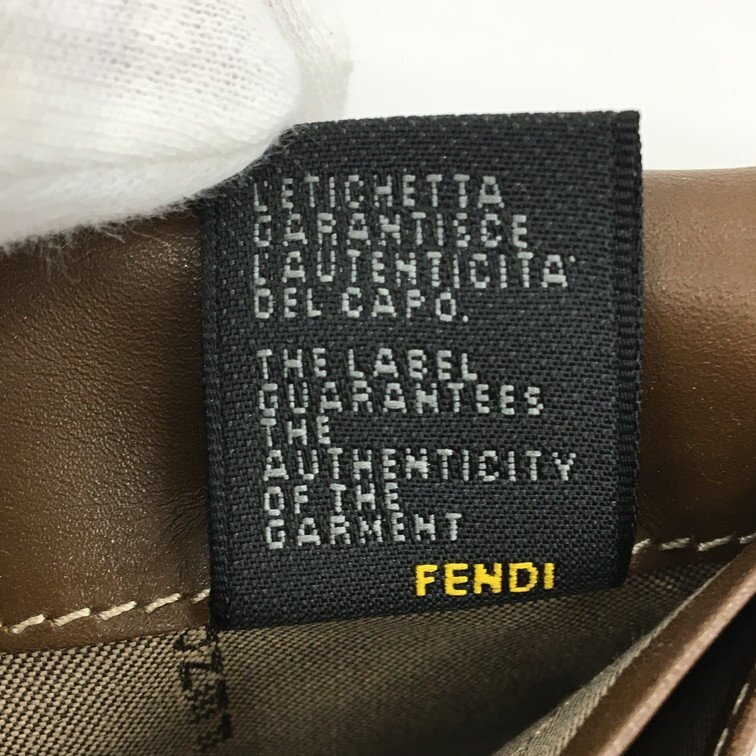 L'ETICHETTA
GARANTISCE
L'AUTENTICITA'
DEL CAPO.
THE LABEL
GUARANTEES
THE
AUTHENTICITY
OF THE
GARMENT
FENDI